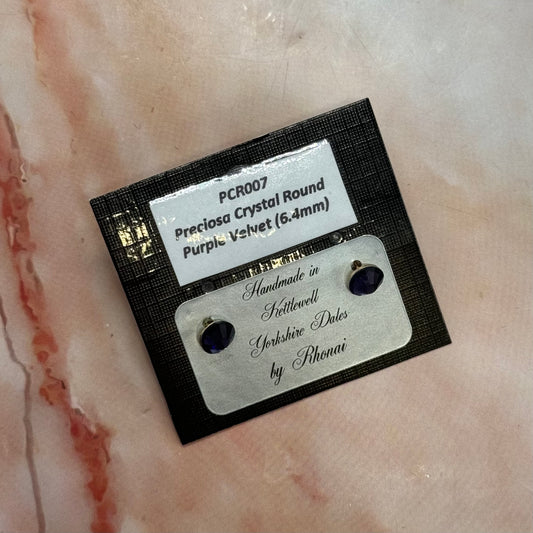 PCR007
Preciosa Crystal Round
Purple Velvet (6.4mm)
Handmade in
Kettlewell
Yorkshire Dales
by Rhonai